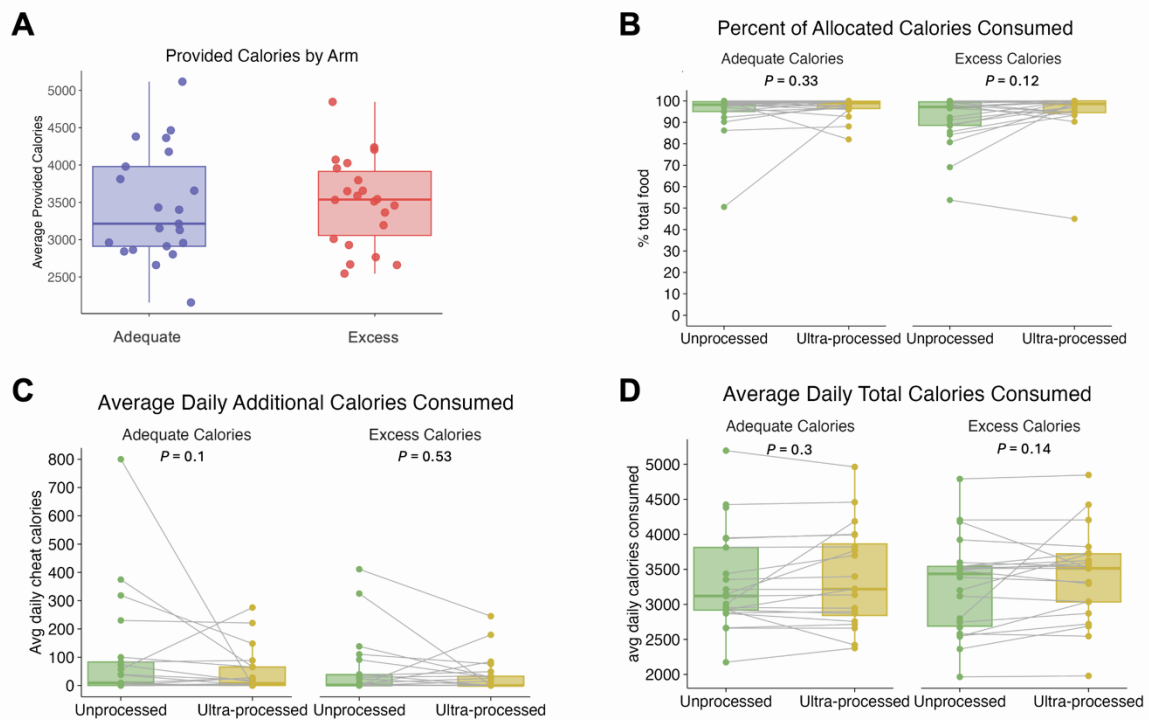 A
Provided Calories by Arm
Average Provided Calories
5000
4500
4000
3500
3000
2500
Adequate
Excess
B
Percent of Allocated Calories Consumed
Adequate Calories
Excess Calories
P = 0.33
P = 0.12
% total food
100
90
80
70
60
50
40
30
20
10
0
Unprocessed
Ultra-processed
Unprocessed
Ultra-processed
C
Average Daily Additional Calories Consumed
Adequate Calories
Excess Calories
P = 0.1
P = 0.53
Avg daily cheat calories
800
700
600
500
400
300
200
100
0
Unprocessed
Ultra-processed
Unprocessed
Ultra-processed
D
Average Daily Total Calories Consumed
Adequate Calories
Excess Calories
P = 0.3
P = 0.14
avg daily calories consumed
5000
4500
4000
3500
3000
2500
2000
Unprocessed
Ultra-processed
Unprocessed
Ultra-processed